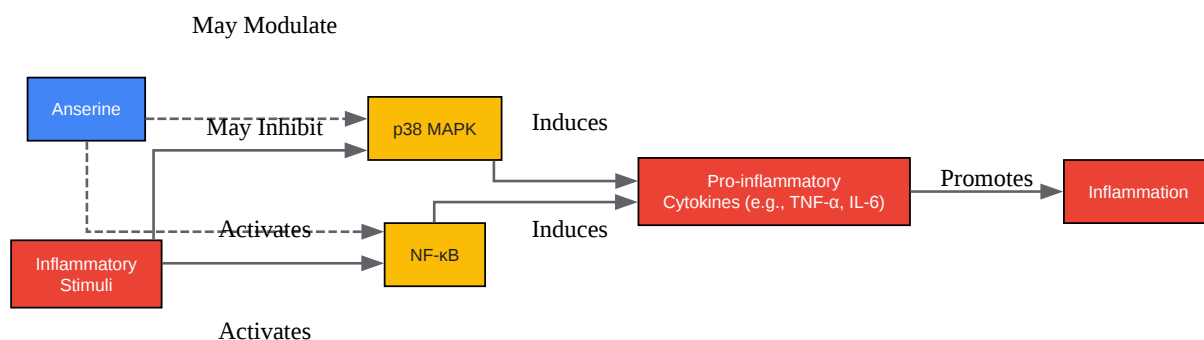 May Modulate
Anserine
May Inhibit
p38 MAPK
Induces
Pro-inflammatory
Cytokines (e.g., TNF-α, IL-6)
Promotes
Inflammation
Activates
Induces
Inflammatory
Stimuli
NF-κB
Activates